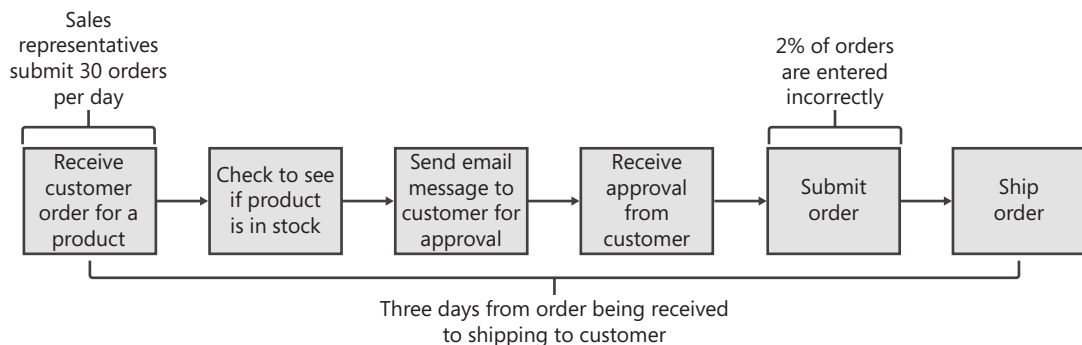 Sales
representatives
submit 30 orders
per day
2% of orders
are entered
incorrectly
Receive
customer
order for a
product
Check to see
if product
is in stock
Send email
message to
customer for
approval
Receive
approval
from
customer
Submit
order
Ship
order
Three days from order being received
to shipping to customer